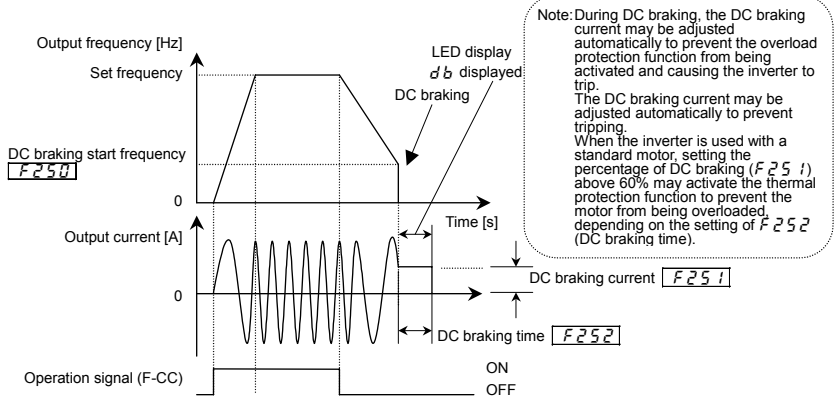 Output frequency [Hz]
Set frequency
LED display
db displayed
DC braking
DC braking start frequency
F250
0
Time [s]
Output current [A]
0
DC braking current F251
DC braking time F252
Operation signal (F-CC)
ON
OFF
Note:During DC braking, the DC braking
current may be adjusted
automatically to prevent the overload
protection function from being
activated and causing the inverter to
trip.
The DC braking current may be
adjusted automatically to prevent
tripping.
When the inverter is used with a
standard motor, setting the
percentage of DC braking (F251)
above 60% may activate the thermal
protection function to prevent the
motor from being overloaded,
depending on the setting of F252
(DC braking time).